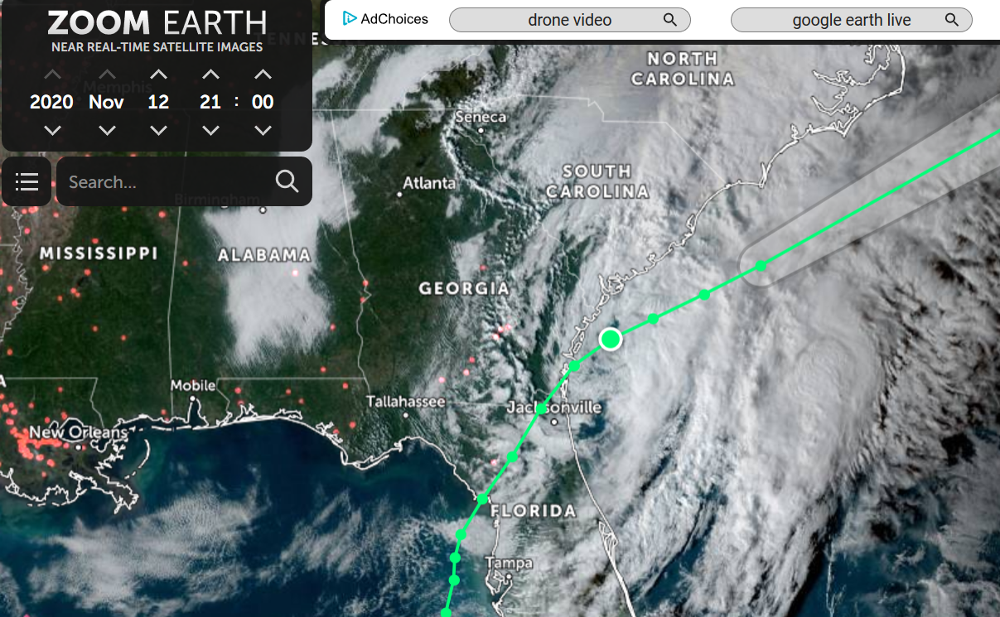 ZOOM EARTH
NEAR REAL-TIME SATELLITE IMAGES
2020 Nov 12 21 : 00
Search...
AdChoices
drone video
google earth live
TENNESSEE
Memphis
NORTH
CAROLINA
Seneca
SOUTH
CAROLINA
Atlanta
Birmingham
MISSISSIPPI
ALABAMA
GEORGIA
Mobile
Tallahassee
Jacksonville
New Orleans
FLORIDA
Tampa